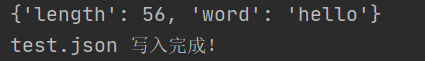 {'length': 56, 'word': 'hello'}
test.json 写入完成!